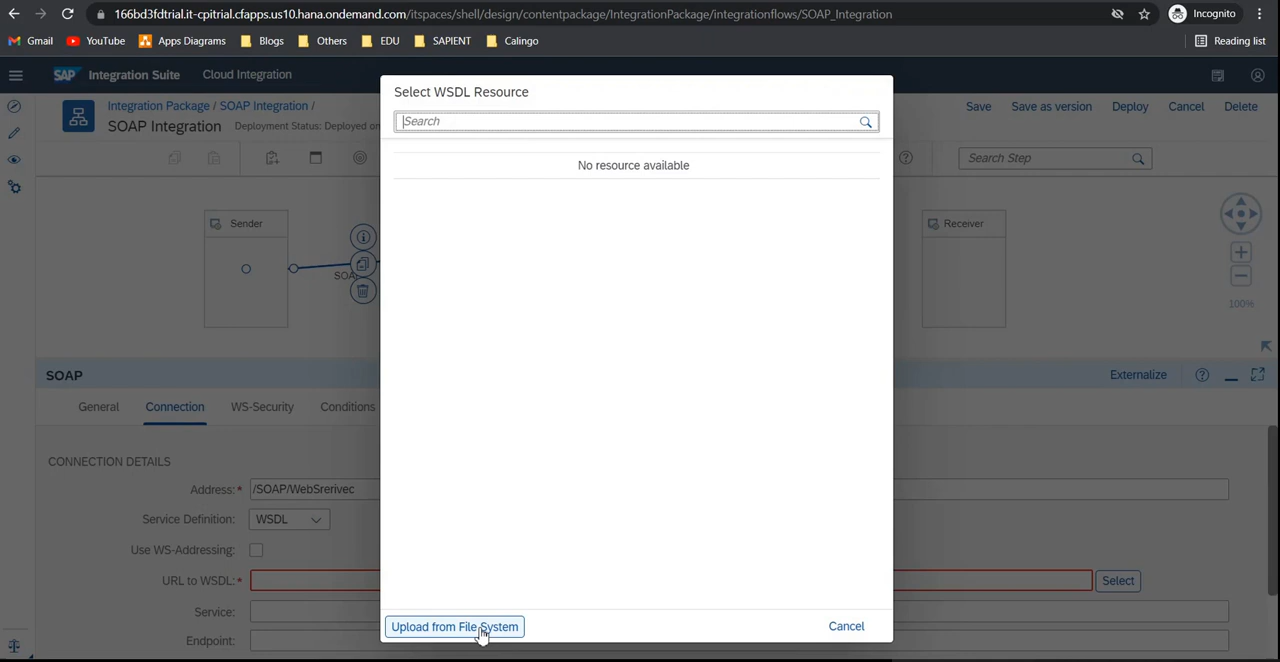 166bd3fdtrial.it-cpitrial.cfapps.us10.hana.ondemand.com/itspaces/shell/design/contentpackage/IntegrationPackage/integrationflows/SOAP_Integration
Incognito
Gmail YouTube Apps Diagrams Blogs Others EDU SAPIENT Calingo Reading list
SAP Integration Suite Cloud Integration
Select WSDL Resource
Integration Package / SOAP Integration /
Save Save as version Deploy Cancel Delete
SOAP Integration Deployment Status: Deployed on
Search
Search Step
No resource available
Sender
Receiver
SOA
100%
SOAP
Externalize
General Connection WS-Security Conditions
CONNECTION DETAILS
Address:* /SOAP/WebSrerivec
Service Definition: WSDL
Use WS-Addressing:
URL to WSDL:* Select
Service:
Upload from File System Cancel
Endpoint: